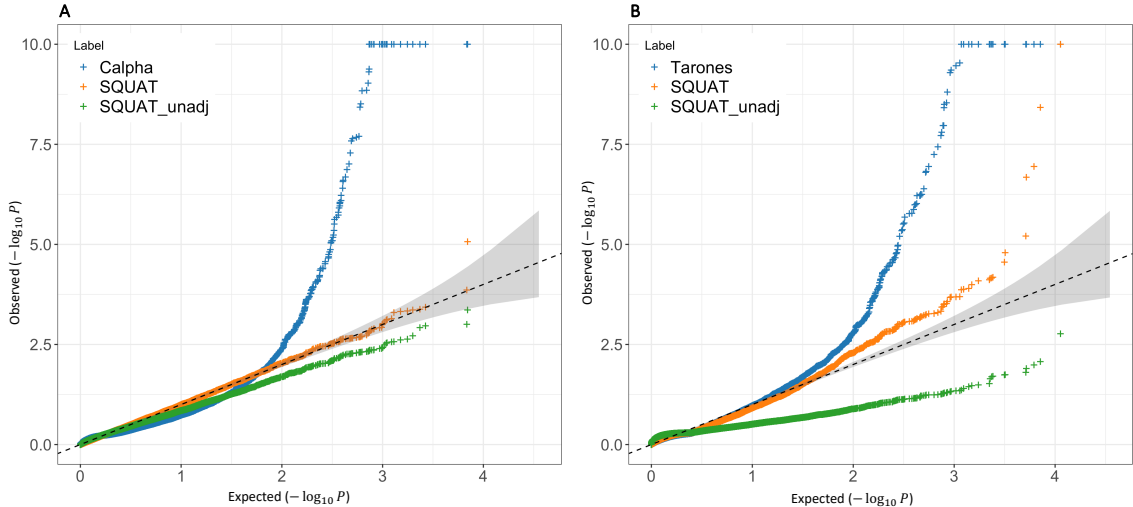 A
10.0
7.5
5.0
2.5
0.0
Observed (− log₁₀ P)
Label
Calpha
SQUAT
SQUAT_unadj
0 1 2 3 4
Expected (− log₁₀ P)
B
10.0
7.5
5.0
2.5
0.0
Observed (− log₁₀ P)
Label
Tarones
SQUAT
SQUAT_unadj
0 1 2 3 4
Expected (− log₁₀ P)